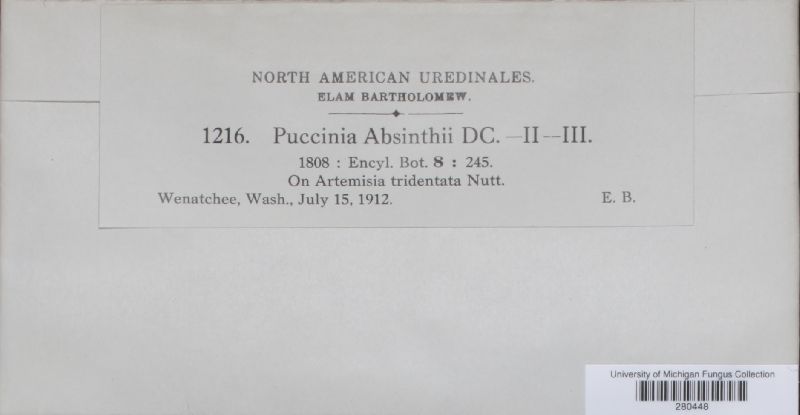 NORTH AMERICAN UREDINALES.
ELAM BARTHOLOMEW.
1216. Puccinia Absinthii DC. —II—III.
1808 : Encyl. Bot. 8 : 245.
On Artemisia tridentata Nutt.
Wenatchee, Wash., July 15, 1912. E. B.
University of Michigan Fungus Collection
280448